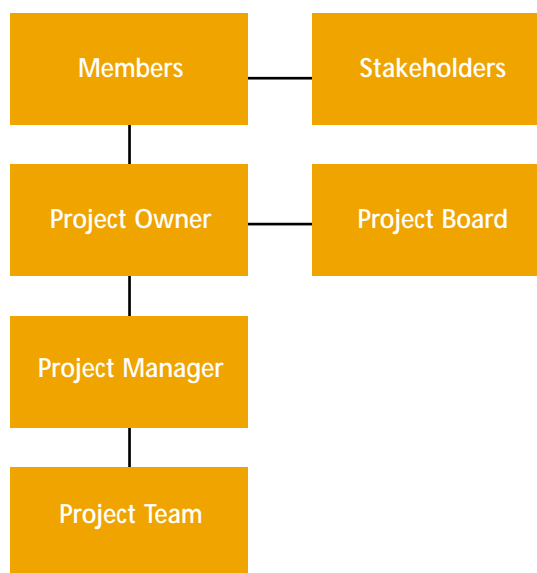 Members
Stakeholders
Project Owner
Project Board
Project Manager
Project Team